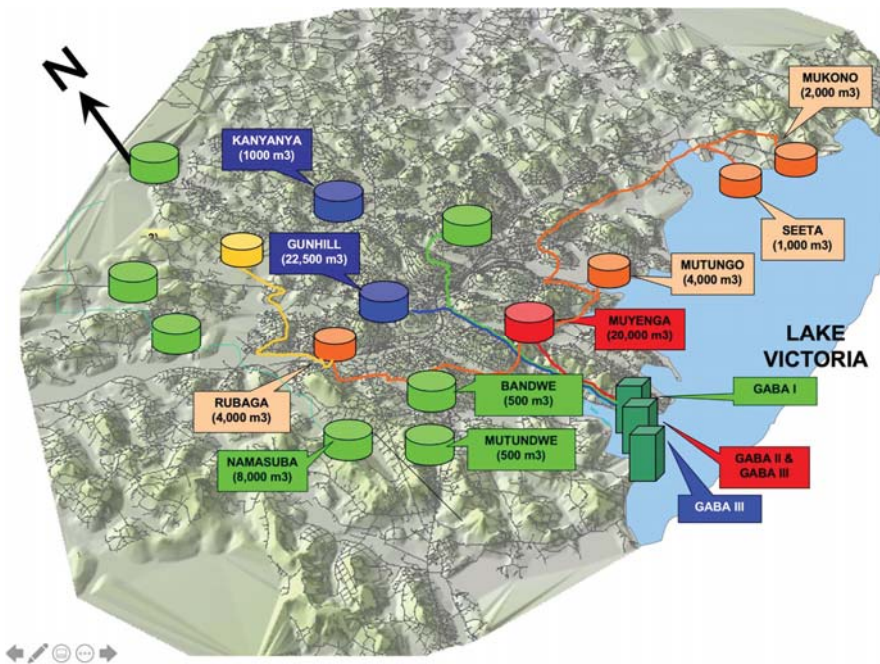 N
MUKONO
(2,000 m3)
KANYANYA
(1000 m3)
SEETA
(1,000 m3)
GUNHILL
(22,500 m3)
MUTUNGO
(4,000 m3)
MUYENGA
(20,000 m3)
LAKE
VICTORIA
RUBAGA
(4,000 m3)
BANDWE
(500 m3)
GABA I
NAMASUBA
(8,000 m3)
MUTUNDWE
(500 m3)
GABA II &
GABA III
GABA III